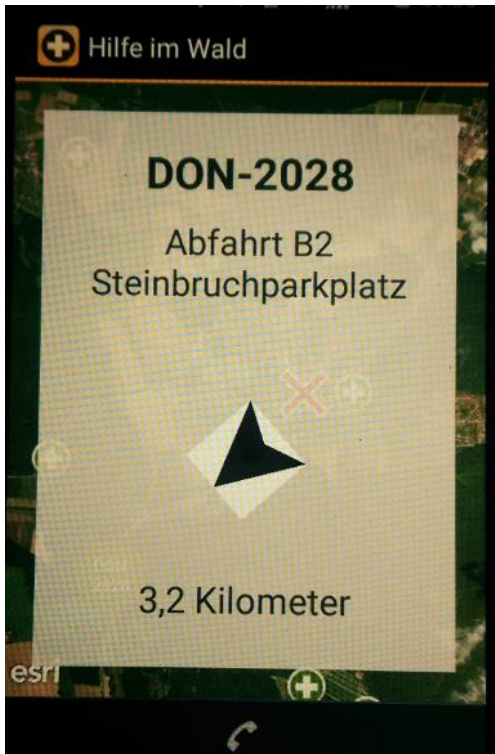 Hilfe im Wald
DON-2028
Abfahrt B2
Steinbruchparkplatz
3,2 Kilometer
esri